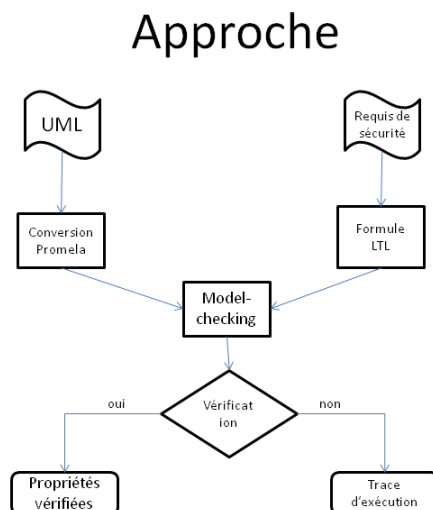 Approche
UML
Requis de
sécurité
Conversion
Promela
Formule
LTL
Model-
checking
oui
Vérificat
ion
non
Propriétés
vérifiées
Trace
d'exécution